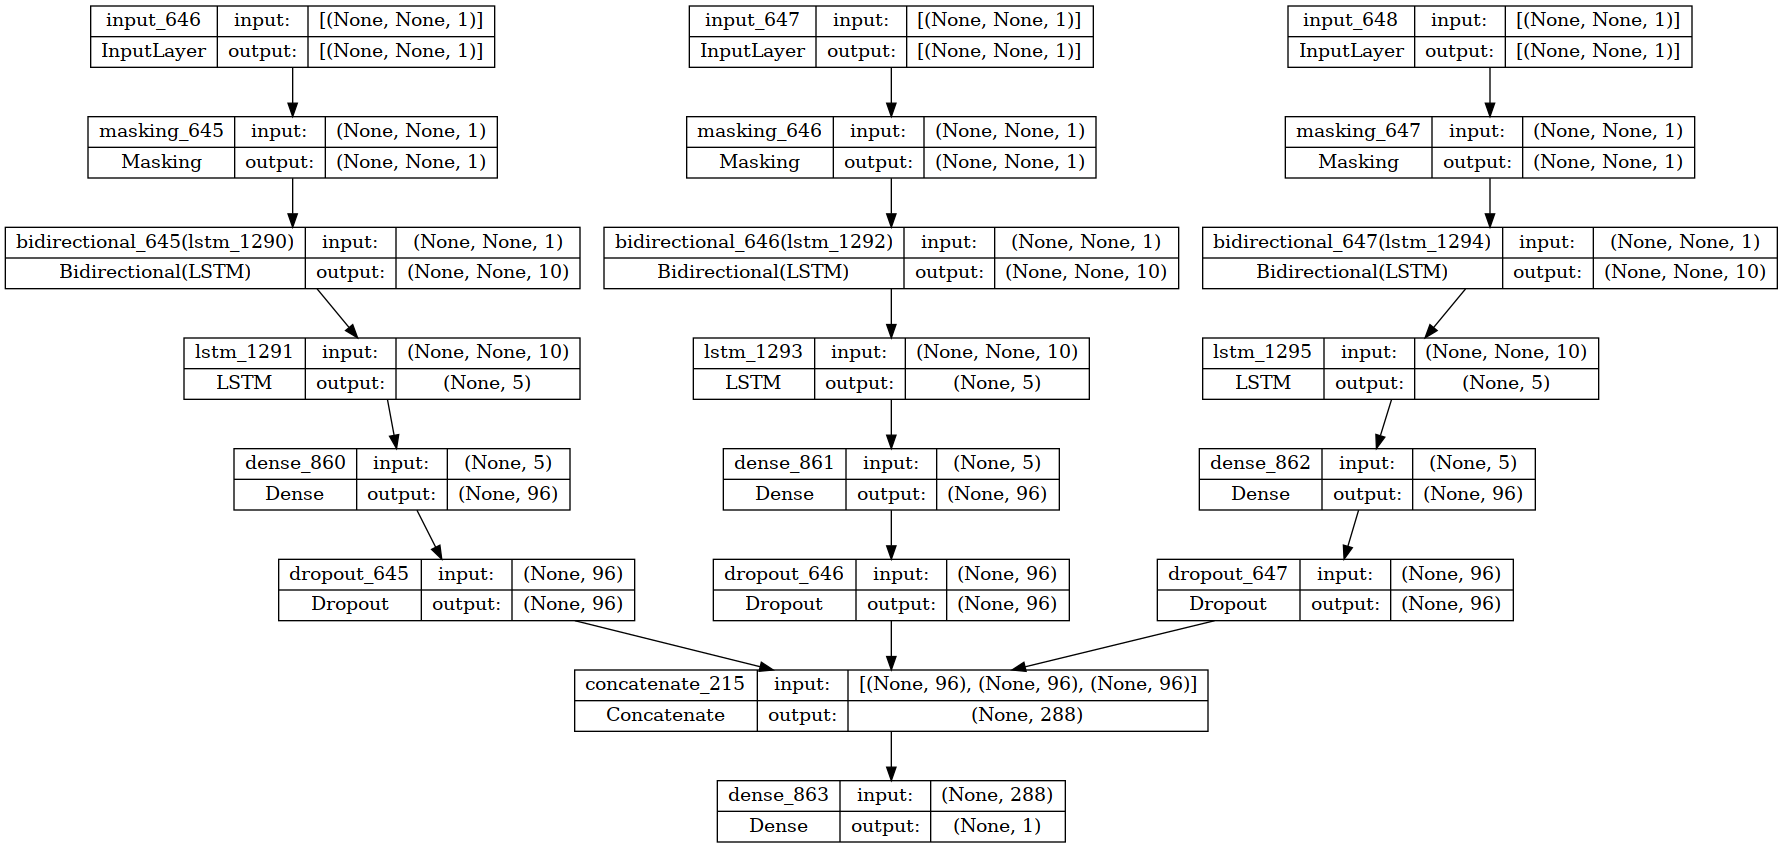 input_646 input: [(None, None, 1)]
InputLayer output: [(None, None, 1)]
input_647 input: [(None, None, 1)]
InputLayer output: [(None, None, 1)]
input_648 input: [(None, None, 1)]
InputLayer output: [(None, None, 1)]
masking_645 input: (None, None, 1)
Masking output: (None, None, 1)
masking_646 input: (None, None, 1)
Masking output: (None, None, 1)
masking_647 input: (None, None, 1)
Masking output: (None, None, 1)
bidirectional_645(lstm_1290) input: (None, None, 1)
Bidirectional(LSTM) output: (None, None, 10)
bidirectional_646(lstm_1292) input: (None, None, 1)
Bidirectional(LSTM) output: (None, None, 10)
bidirectional_647(lstm_1294) input: (None, None, 1)
Bidirectional(LSTM) output: (None, None, 10)
lstm_1291 input: (None, None, 10)
LSTM output: (None, 5)
lstm_1293 input: (None, None, 10)
LSTM output: (None, 5)
lstm_1295 input: (None, None, 10)
LSTM output: (None, 5)
dense_860 input: (None, 5)
Dense output: (None, 96)
dense_861 input: (None, 5)
Dense output: (None, 96)
dense_862 input: (None, 5)
Dense output: (None, 96)
dropout_645 input: (None, 96)
Dropout output: (None, 96)
dropout_646 input: (None, 96)
Dropout output: (None, 96)
dropout_647 input: (None, 96)
Dropout output: (None, 96)
concatenate_215 input: [(None, 96), (None, 96), (None, 96)]
Concatenate output: (None, 288)
dense_863 input: (None, 288)
Dense output: (None, 1)